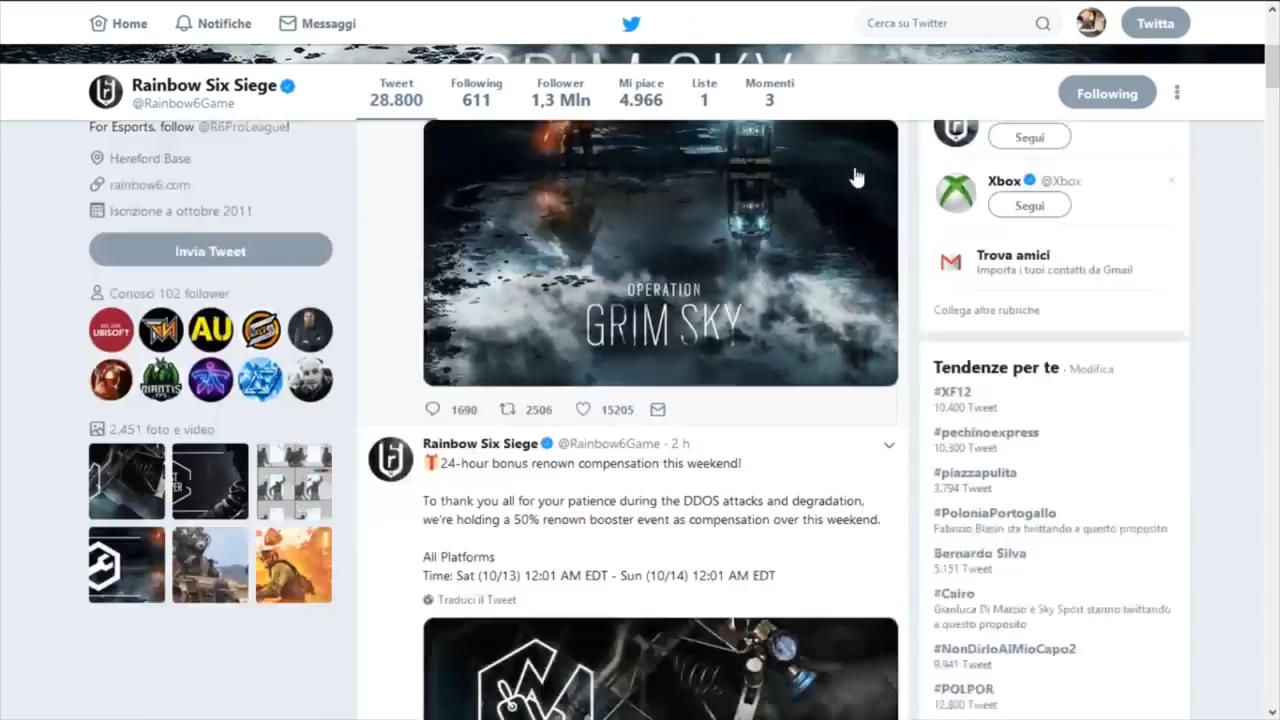 Home
Notifiche
Messaggi
Cerca su Twitter
Twitta
GRIM SKY
Rainbow Six Siege
@Rainbow6Game
Tweet
28.800
Following
611
Follower
1,3 Mln
Mi piace
4.966
Liste
1
Momenti
3
Following
For Esports, follow @R6ProLeague!
Hereford Base
rainbow6.com
Iscrizione a ottobre 2011
Invia Tweet
Conosci 102 follower
WE ARE
UBISOFT
AU
MANTIS
FPS
2.451 foto e video
OPERATION
GRIM SKY
1690
2506
15205
Rainbow Six Siege @Rainbow6Game · 2 h
24-hour bonus renown compensation this weekend!
To thank you all for your patience during the DDOS attacks and degradation,
we're holding a 50% renown booster event as compensation over this weekend.
All Platforms
Time: Sat (10/13) 12:01 AM EDT - Sun (10/14) 12:01 AM EDT
Traduci il Tweet
Segui
Xbox @Xbox
Segui
Trova amici
Importa i tuoi contatti da Gmail
Collega altre rubriche
Tendenze per te · Modifica
#XF12
10.400 Tweet
#pechinoexpress
10.300 Tweet
#piazzapulita
3.794 Tweet
#PoloniaPortogallo
Fabrizio Biasin sta twittando a questo proposito
Bernardo Silva
5.151 Tweet
#Cairo
Gianluca Di Marzio e Sky Sport stanno twittando
a questo proposito
#NonDirloAlMioCapo2
9.941 Tweet
#POLPOR
12.800 Tweet